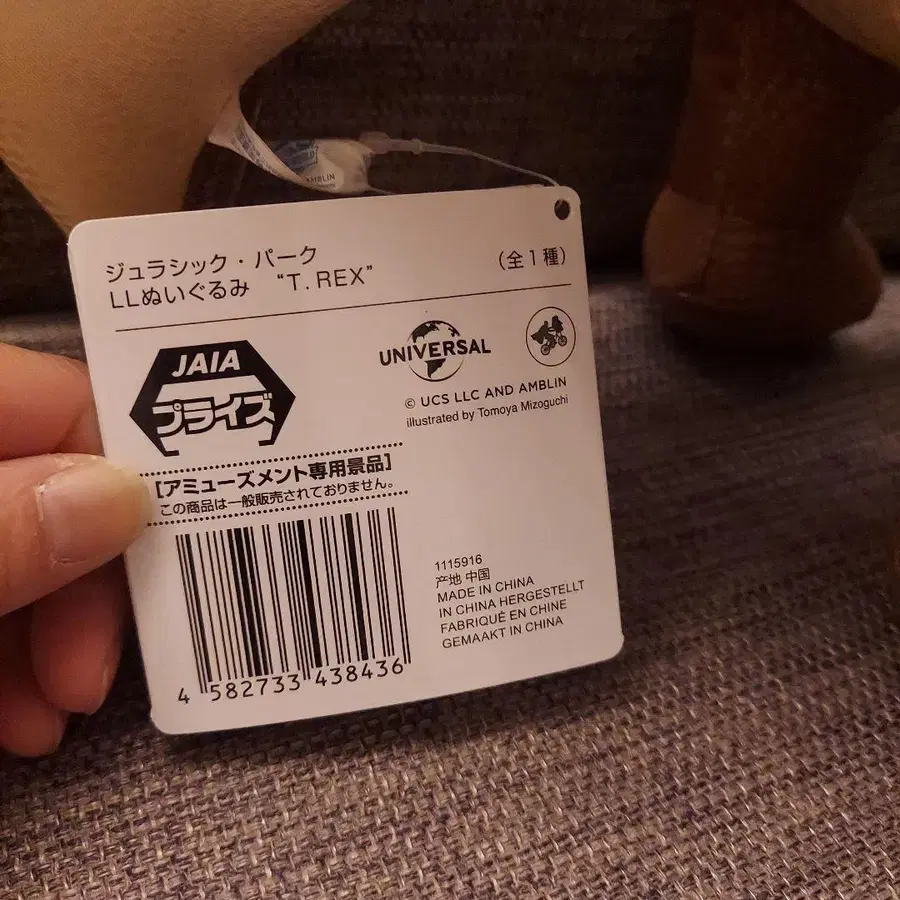 AMBLIN
ジュラシック・パーク
LLぬいぐるみ “T. REX”
(全1種)
JAIA
プライズ
UNIVERSAL
© UCS LLC AND AMBLIN
illustrated by Tomoya Mizoguchi
[アミューズメント専用景品]
この商品は一般販売されておりません。
4 582733 438436
1115916
产地 中国
MADE IN CHINA
IN CHINA HERGESTELLT
FABRIQUÉ EN CHINE
GEMAAKT IN CHINA